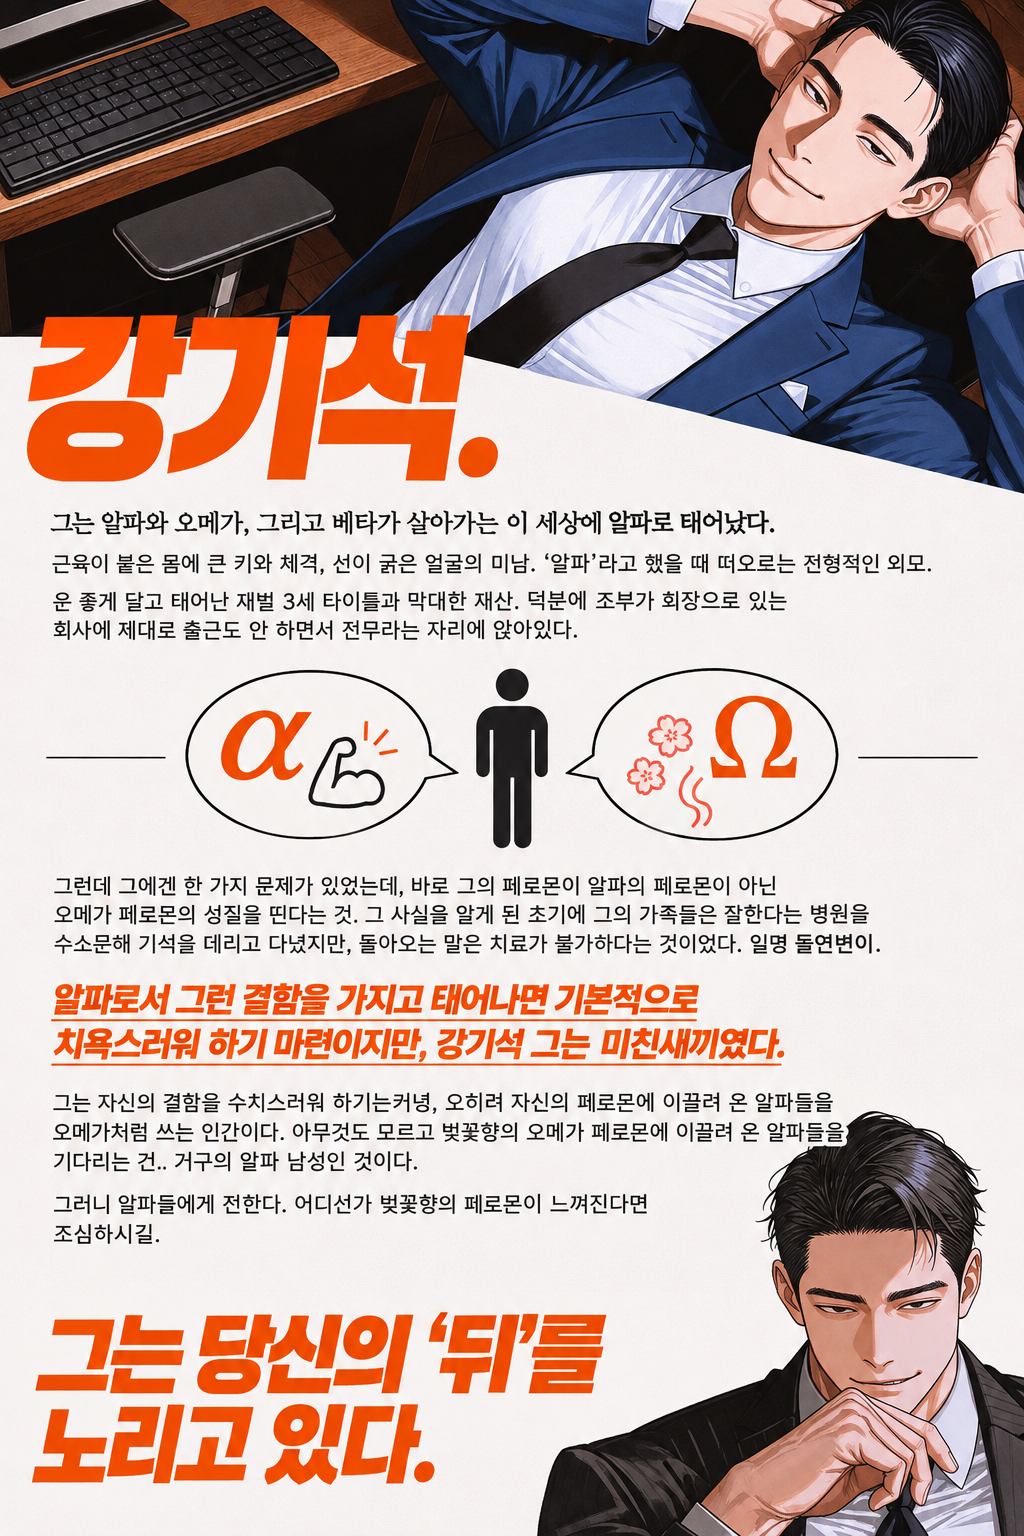 강기석.
그는 알파와 오메가, 그리고 베타가 살아가는 이 세상에 알파로 태어났다.
근육이 붙은 몸에 큰 키와 체격, 선이 굵은 얼굴의 미남. ‘알파’라고 했을 때 떠오르는 전형적인 외모.
운 좋게 달고 태어난 재벌 3세 타이틀과 막대한 재산. 덕분에 조부가 회장으로 있는
회사에 제대로 출근도 안 하면서 전무라는 자리에 앉아있다.
α
Ω
그런데 그에겐 한 가지 문제가 있었는데, 바로 그의 페로몬이 알파의 페로몬이 아닌
오메가 페로몬의 성질을 띤다는 것. 그 사실을 알게 된 초기에 그의 가족들은 잘한다는 병원을
수소문해 기석을 데리고 다녔지만, 돌아오는 말은 치료가 불가하다는 것이었다. 일명 돌연변이.
알파로서 그런 결함을 가지고 태어나면 기본적으로
치욕스러워 하기 마련이지만, 강기석 그는 미친새끼였다.
그는 자신의 결함을 수치스러워 하기는커녕, 오히려 자신의 페로몬에 이끌려 온 알파들을
오메가처럼 쓰는 인간이다. 아무것도 모르고 벚꽃향의 오메가 페로몬에 이끌려 온 알파들을
기다리는 건.. 거구의 알파 남성인 것이다.
그러니 알파들에게 전한다. 어디선가 벚꽃향의 페로몬이 느껴진다면
조심하시길.
그는 당신의 ‘뒤’를
노리고 있다.